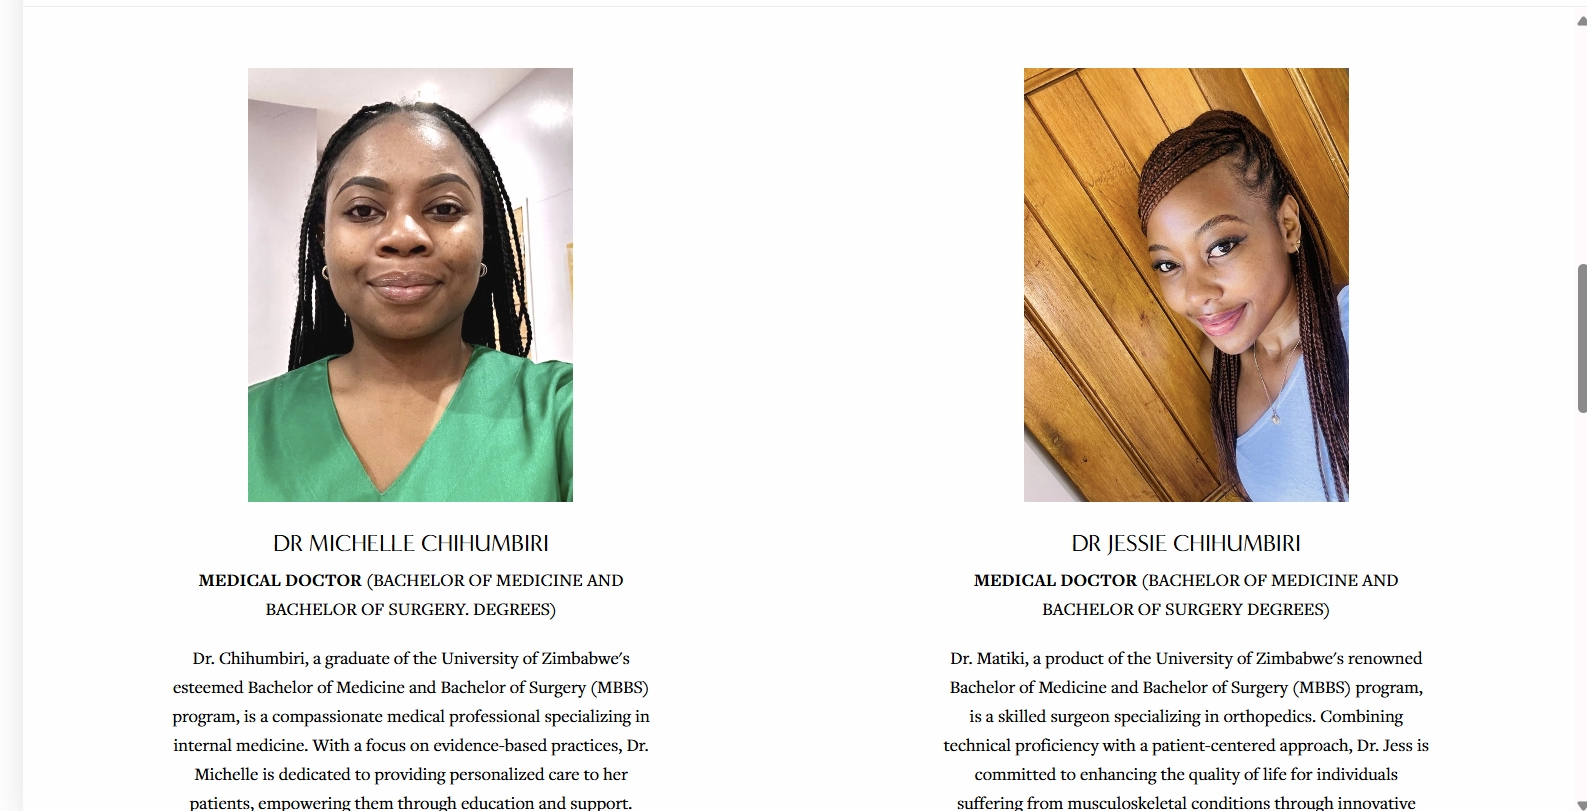 DR MICHELLE CHIHUMBIRI
MEDICAL DOCTOR (BACHELOR OF MEDICINE AND
BACHELOR OF SURGERY. DEGREES)
Dr. Chihumbiri, a graduate of the University of Zimbabwe's
esteemed Bachelor of Medicine and Bachelor of Surgery (MBBS)
program, is a compassionate medical professional specializing in
internal medicine. With a focus on evidence-based practices, Dr.
Michelle is dedicated to providing personalized care to her
patients, empowering them through education and support.
DR JESSIE CHIHUMBIRI
MEDICAL DOCTOR (BACHELOR OF MEDICINE AND
BACHELOR OF SURGERY DEGREES)
Dr. Matiki, a product of the University of Zimbabwe's renowned
Bachelor of Medicine and Bachelor of Surgery (MBBS) program,
is a skilled surgeon specializing in orthopedics. Combining
technical proficiency with a patient-centered approach, Dr. Jess is
committed to enhancing the quality of life for individuals
suffering from musculoskeletal conditions through innovative